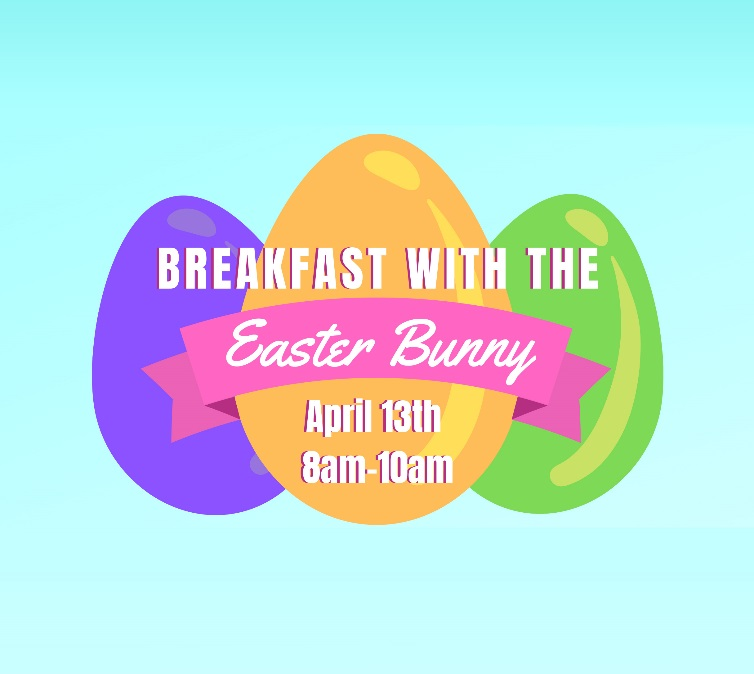 BREAKFAST WITH THE
Easter Bunny
April 13th
8am-10am